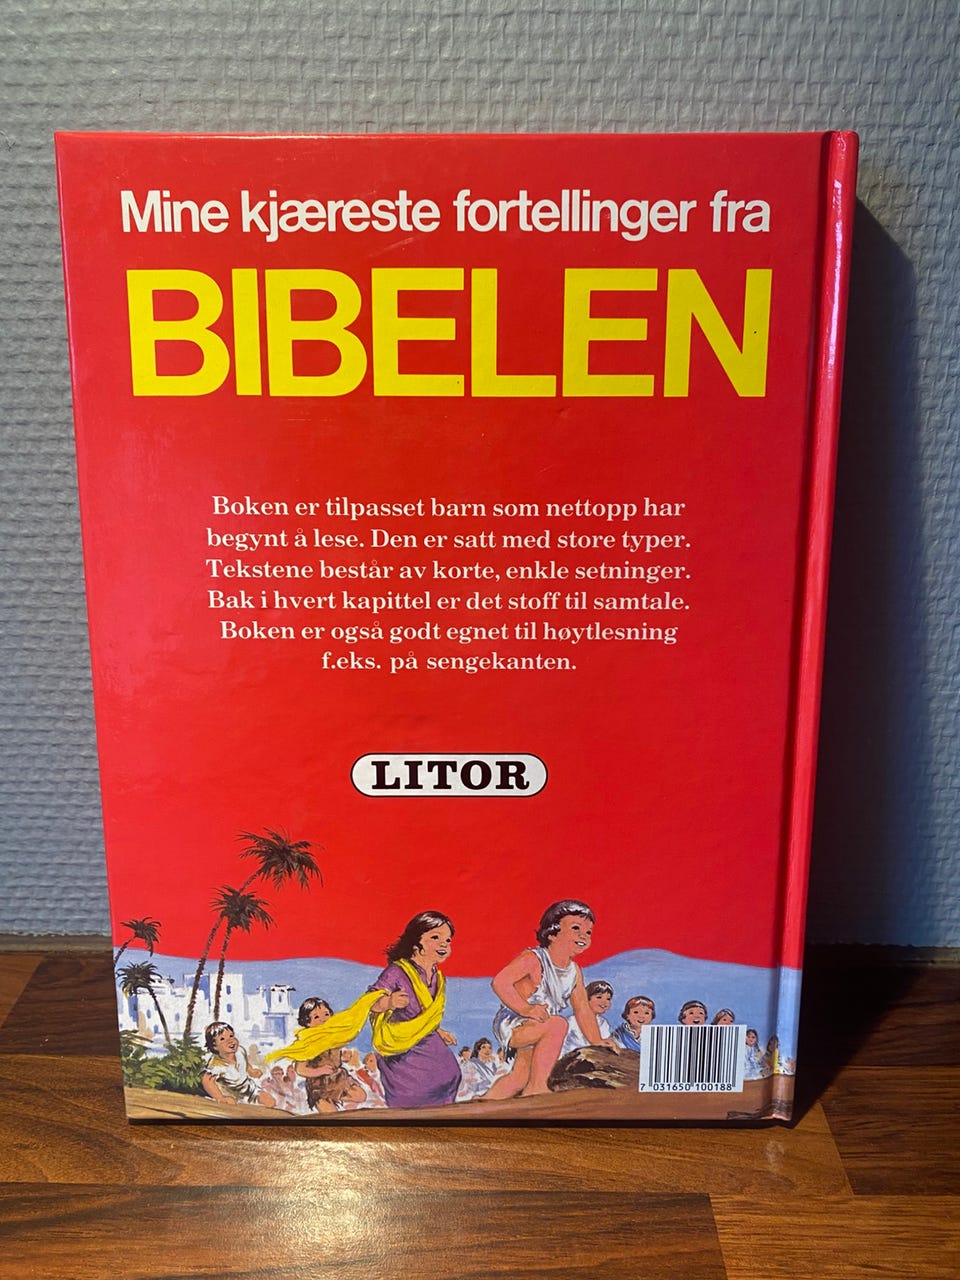 Mine kjæreste fortellinger fra
BIBELEN
Boken er tilpasset barn som nettopp har
begynt å lese. Den er satt med store typer.
Tekstene består av korte, enkle setninger.
Bak i hvert kapittel er det stoff til samtale.
Boken er også godt egnet til høytlesning
f.eks. på sengekanten.
LITOR
7 031650 100188